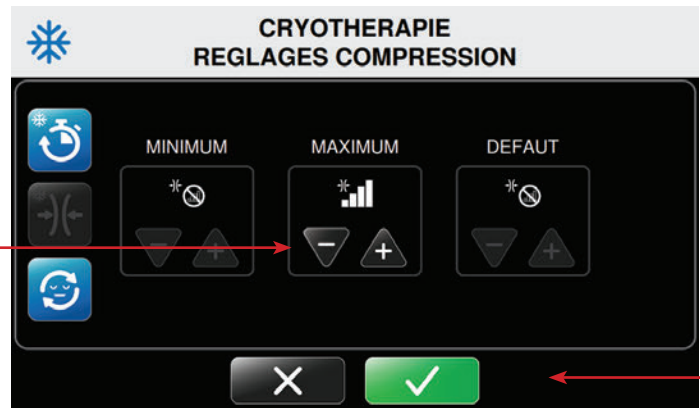 CRYOTHERAPIE
REGLAGES COMPRESSION
MINIMUM
MAXIMUM
DEFAUT